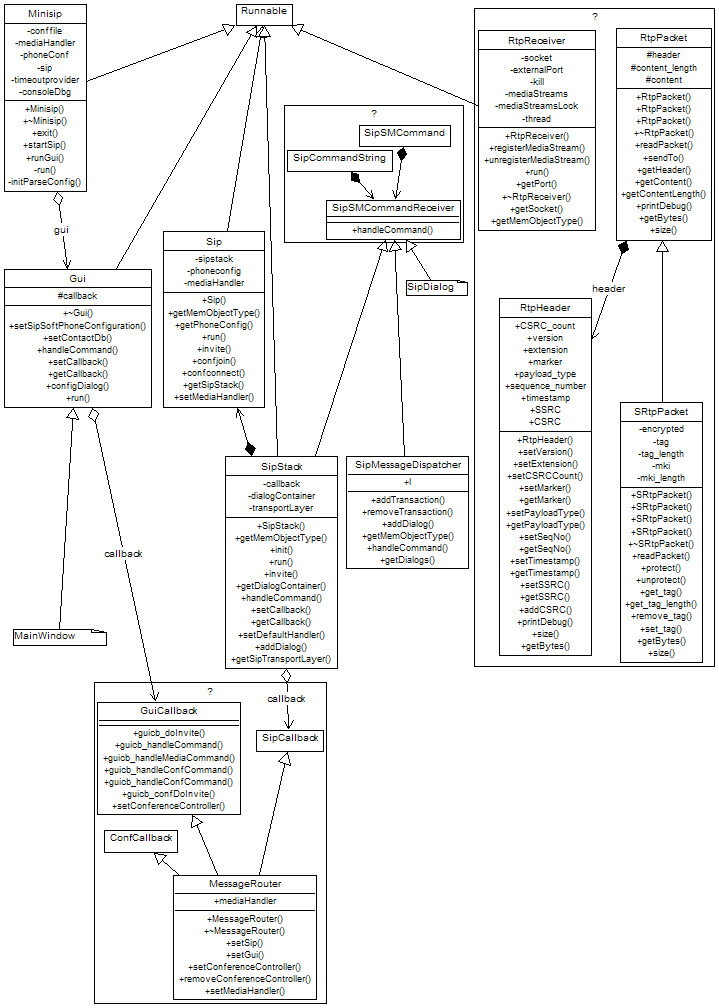 Minisip
-conffile
-mediaHandler
-phoneConf
-sip
-timeoutprovider
-consoleDbg
+Minisip()
+~Minisip()
+exit()
+startSip()
+runGui()
-run()
-initParseConfig()
gui
Runnable
?
RtpReceiver
-socket
-externalPort
-kill
-mediaStreams
-mediaStreamsLock
-thread
+RtpReceiver()
+registerMediaStream()
+unregisterMediaStream()
+run()
+getPort()
+~RtpReceiver()
+getSocket()
+getMemObjectType()
RtpPacket
#header
#content_length
#content
+RtpPacket()
+RtpPacket()
+RtpPacket()
+~RtpPacket()
+readPacket()
+sendTo()
+getHeader()
+getContent()
+getContentLength()
+printDebug()
+getBytes()
+size()
header
?
SipSMCommand
SipCommandString
SipSMCommandReceiver
+handleCommand()
SipDialog
Gui
#callback
+~Gui()
+setSipSoftPhoneConfiguration()
+setContactDb()
+handleCommand()
+setCallback()
+getCallback()
+configDialog()
+run()
Sip
-sipstack
-phoneconfig
-mediaHandler
+Sip()
+getMemObjectType()
+getPhoneConfig()
+run()
+invite()
+confjoin()
+confconnect()
+getSipStack()
+setMediaHandler()
RtpHeader
+CSRC_count
+version
+extension
+marker
+payload_type
+sequence_number
+timestamp
+SSRC
+CSRC
+RtpHeader()
+setVersion()
+setExtension()
+setCSRCCount()
+setMarker()
+getMarker()
+setPayloadType()
+getPayloadType()
+setSeqNo()
+getSeqNo()
+setTimestamp()
+getTimestamp()
+setSSRC()
+getSSRC()
+addCSRC()
+printDebug()
+size()
+getBytes()
SRtpPacket
-encrypted
-tag
-tag_length
-mki
-mki_length
+SRtpPacket()
+SRtpPacket()
+SRtpPacket()
+SRtpPacket()
+~SRtpPacket()
+readPacket()
+protect()
+unprotect()
+get_tag()
+get_tag_length()
+remove_tag()
+set_tag()
+getBytes()
+size()
SipStack
-callback
-dialogContainer
-transportLayer
+SipStack()
+getMemObjectType()
+init()
+run()
+invite()
+getDialogContainer()
+handleCommand()
+setCallback()
+getCallback()
+setDefaultHandler()
+addDialog()
+getSipTransportLayer()
SipMessageDispatcher
+l
+addTransaction()
+removeTransaction()
+addDialog()
+getMemObjectType()
+handleCommand()
+getDialogs()
callback
MainWindow
?
GuiCallback
+guicb_doInvite()
+guicb_handleCommand()
+guicb_handleMediaCommand()
+guicb_handleConfCommand()
+guicb_handleConfCommand()
+guicb_confDoInvite()
+setConferenceController()
callback
SipCallback
ConfCallback
MessageRouter
+mediaHandler
+MessageRouter()
+~MessageRouter()
+setSip()
+setGui()
+setConferenceController()
+removeConferenceController()
+setMediaHandler()